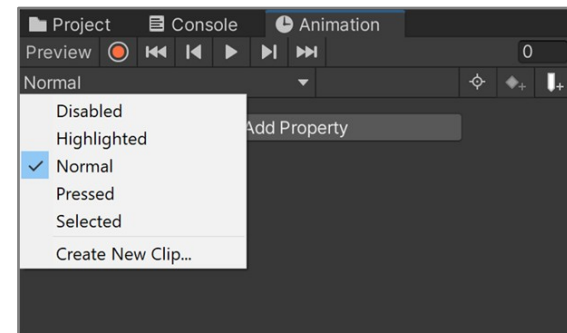 Project Console Animation
Preview 0
Normal
Add Property
Disabled
Highlighted
Normal
Pressed
Selected
Create New Clip...